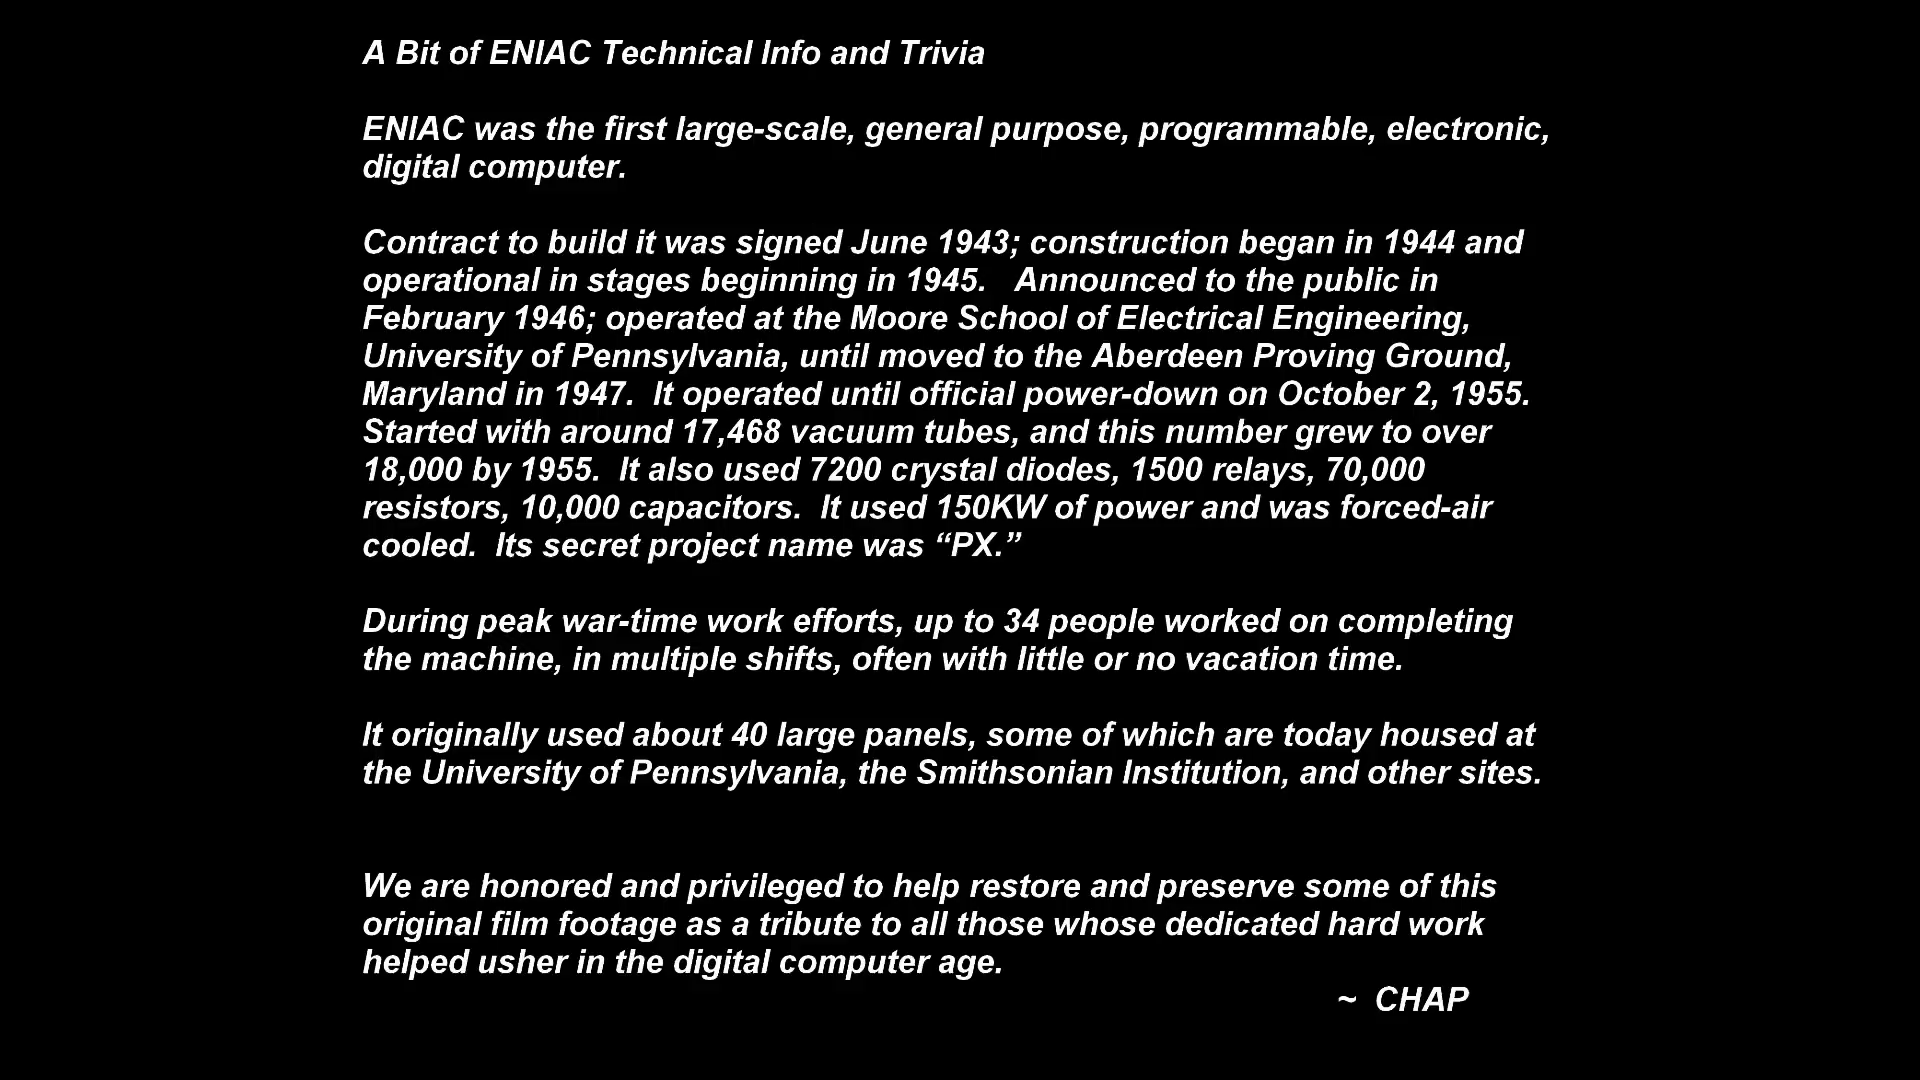 A Bit of ENIAC Technical Info and Trivia
ENIAC was the first large-scale, general purpose, programmable, electronic,
digital computer.
Contract to build it was signed June 1943; construction began in 1944 and
operational in stages beginning in 1945.   Announced to the public in
February 1946; operated at the Moore School of Electrical Engineering,
University of Pennsylvania, until moved to the Aberdeen Proving Ground,
Maryland in 1947.  It operated until official power-down on October 2, 1955.
Started with around 17,468 vacuum tubes, and this number grew to over
18,000 by 1955.  It also used 7200 crystal diodes, 1500 relays, 70,000
resistors, 10,000 capacitors.  It used 150KW of power and was forced-air
cooled.  Its secret project name was “PX.”
During peak war-time work efforts, up to 34 people worked on completing
the machine, in multiple shifts, often with little or no vacation time.
It originally used about 40 large panels, some of which are today housed at
the University of Pennsylvania, the Smithsonian Institution, and other sites.
We are honored and privileged to help restore and preserve some of this
original film footage as a tribute to all those whose dedicated hard work
helped usher in the digital computer age.
~  CHAP